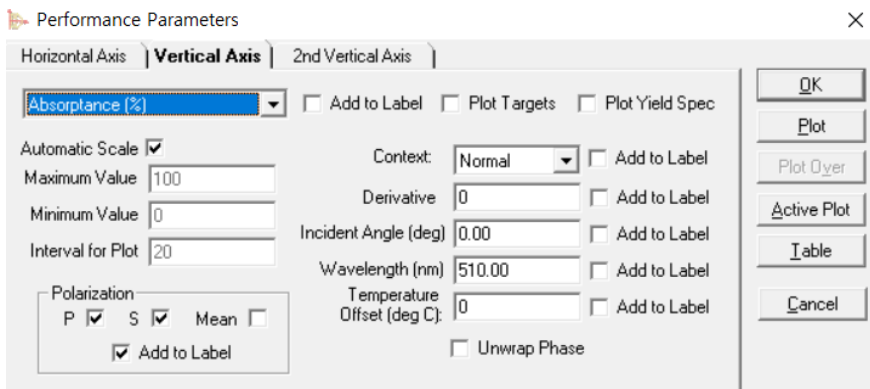 Performance Parameters
Horizontal Axis Vertical Axis 2nd Vertical Axis
Absorptance (%) Add to Label Plot Targets Plot Yield Spec
Automatic Scale
Maximum Value 100
Minimum Value 0
Interval for Plot 20
Polarization
P S Mean
Add to Label
Context: Normal Add to Label
Derivative 0 Add to Label
Incident Angle (deg) 0.00 Add to Label
Wavelength (nm) 510.00 Add to Label
Temperature
Offset (deg C): 0 Add to Label
Unwrap Phase
OK
Plot
Plot Over
Active Plot
Table
Cancel